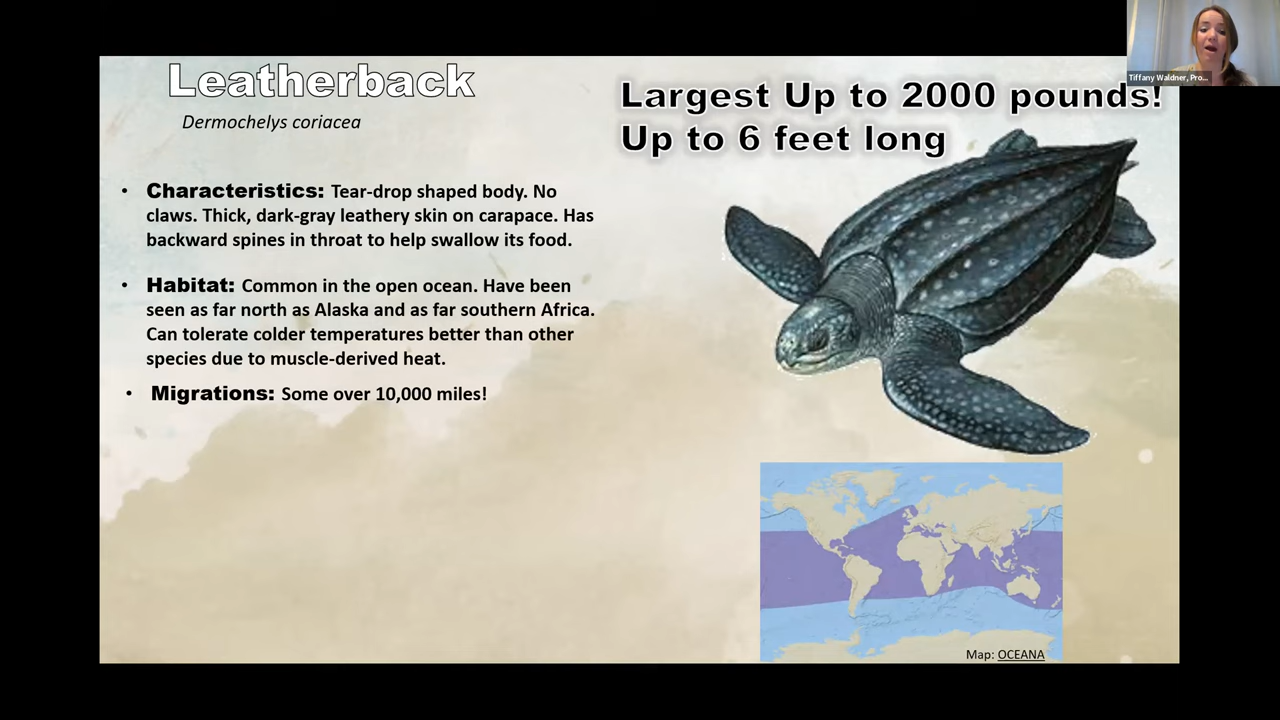 Leatherback
Dermochelys coriacea
Largest Up to 2000 pounds!
Up to 6 feet long
Tiffany Waldner, Pro...
• Characteristics: Tear-drop shaped body. No
claws. Thick, dark-gray leathery skin on carapace. Has
backward spines in throat to help swallow its food.
• Habitat: Common in the open ocean. Have been
seen as far north as Alaska and as far southern Africa.
Can tolerate colder temperatures better than other
species due to muscle-derived heat.
• Migrations: Some over 10,000 miles!
Map: OCEANA